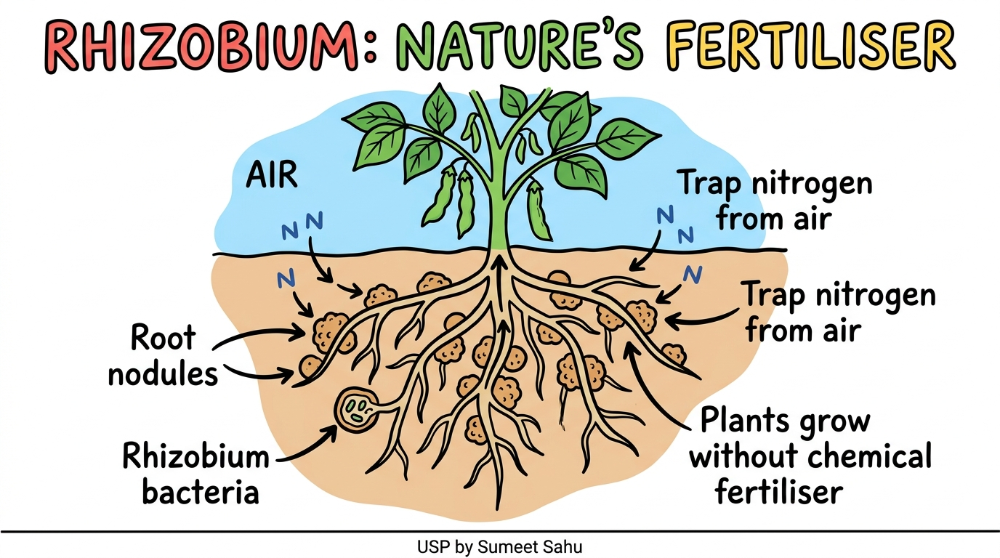 RHIZOBIUM: NATURE'S FERTILISER
AIR
N N
N
Root
nodules
Rhizobium
bacteria
Trap nitrogen
from air
N
N
N
Trap nitrogen
from air
Plants grow
without chemical
fertiliser
USP by Sumeet Sahu